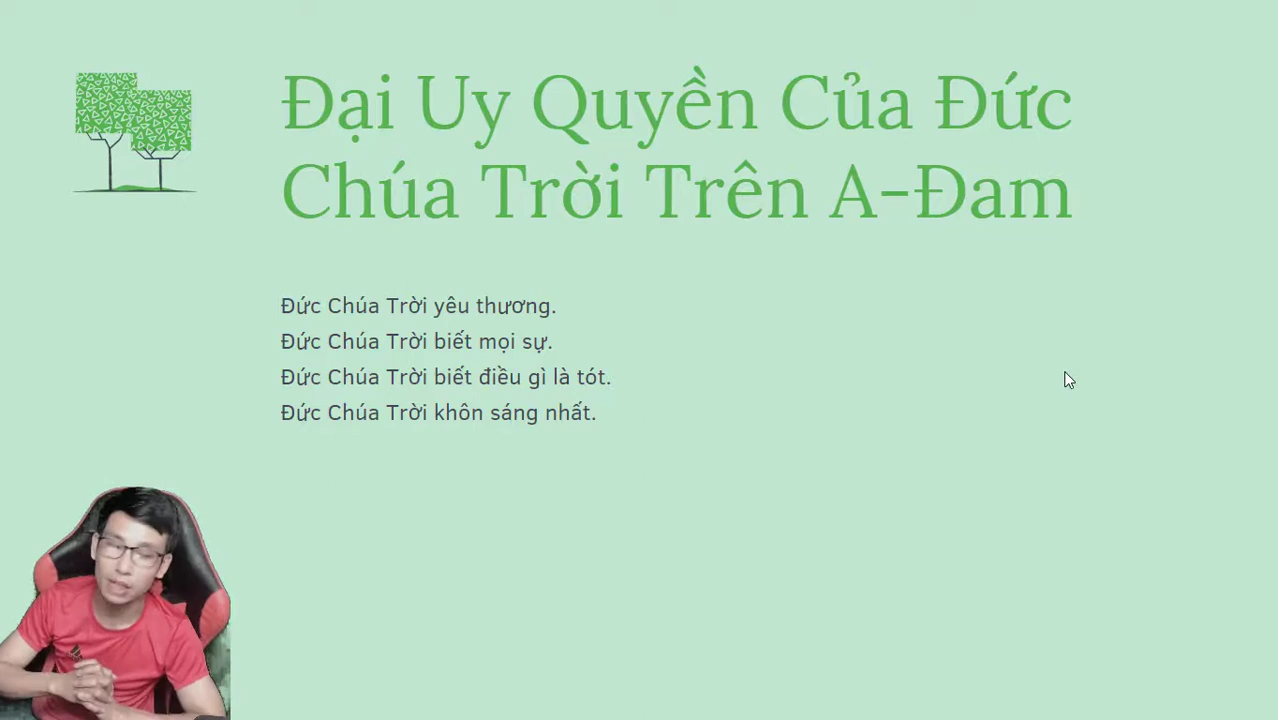 Đại Uy Quyền Của Đức
Chúa Trời Trên A-Đam
Đức Chúa Trời yêu thương.
Đức Chúa Trời biết mọi sự.
Đức Chúa Trời biết điều gì là tót.
Đức Chúa Trời khôn sáng nhất.